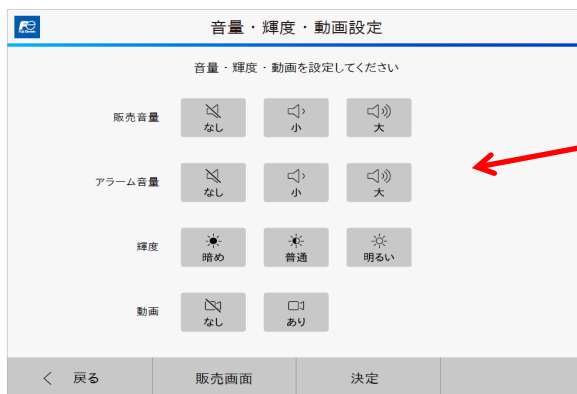 音量・輝度・動画設定
音量・輝度・動画を設定してください
販売音量 なし 小 大
アラーム音量 なし 小 大
輝度 暗め 普通 明るい
動画 なし あり
く 戻る 販売画面 決定